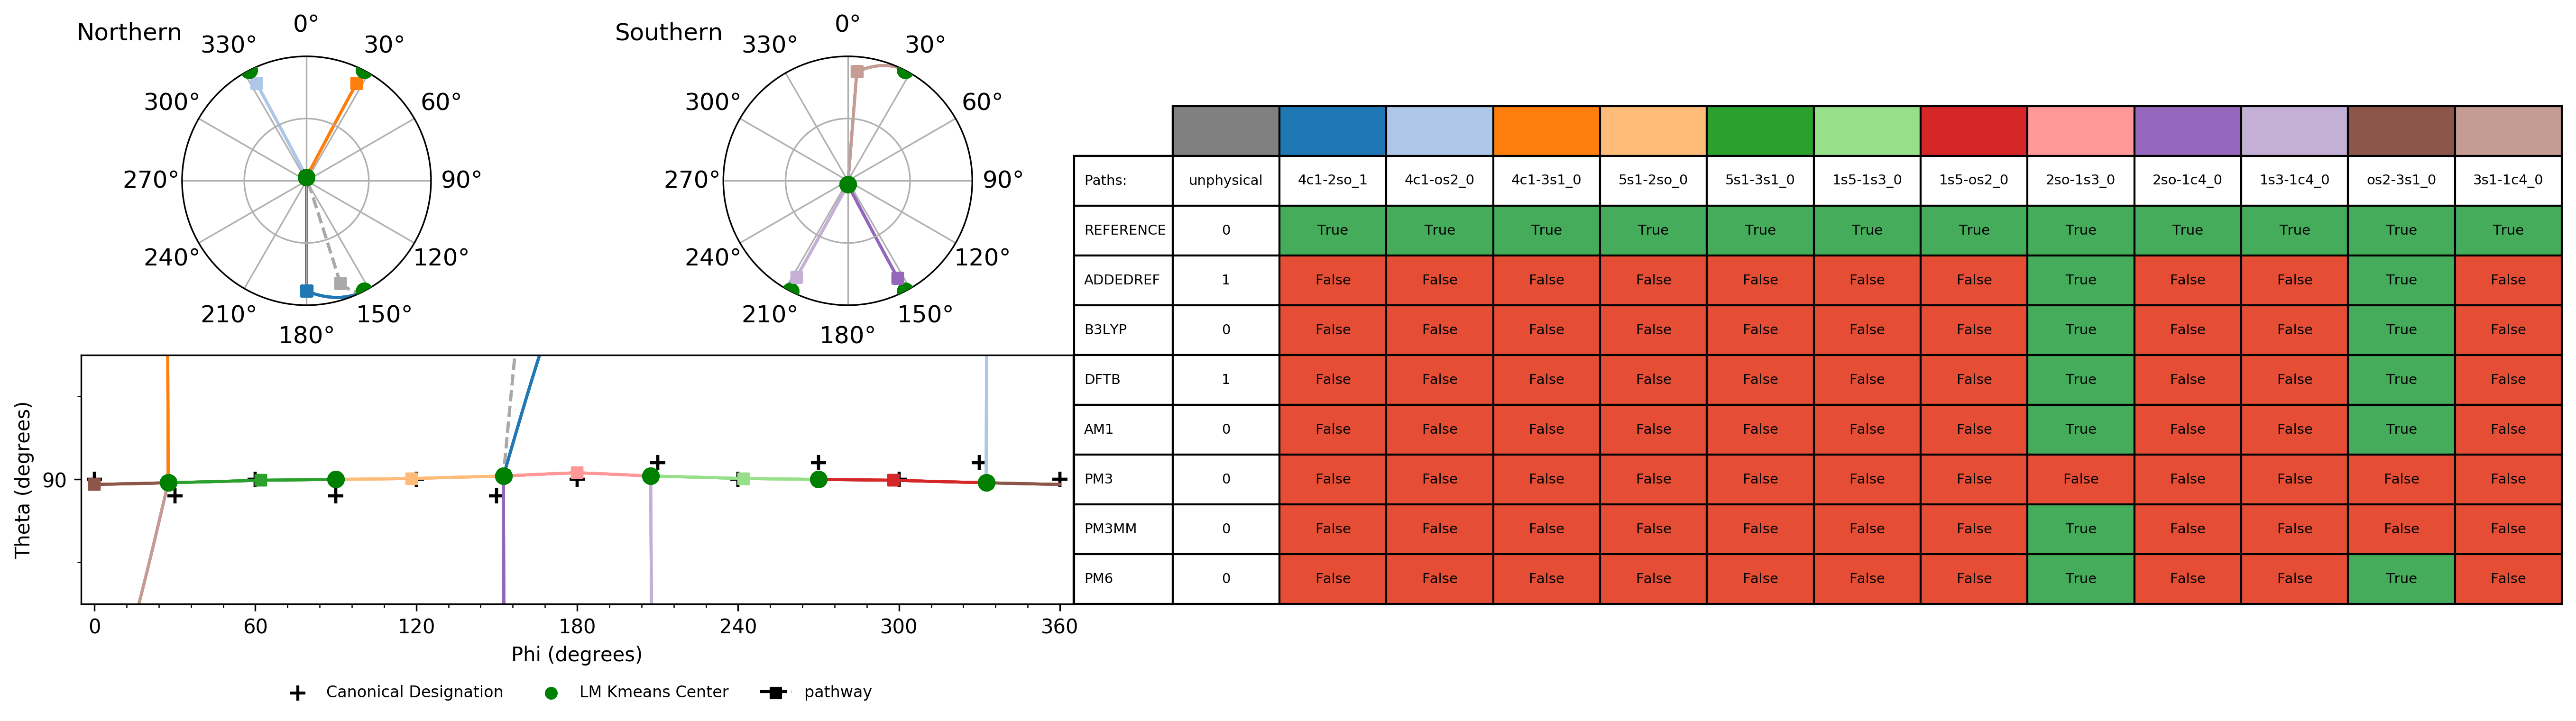 Northern
0°
30°
60°
90°
120°
150°
180°
210°
240°
270°
300°
330°
Southern
0°
30°
60°
90°
120°
150°
180°
210°
240°
270°
300°
330°
Theta (degrees)
90
0 60 120 180 240 300 360
Phi (degrees)
Canonical Designation LM Kmeans Center pathway
Paths: unphysical 4c1-2so_1 4c1-os2_0 4c1-3s1_0 5s1-2so_0 5s1-3s1_0 1s5-1s3_0 1s5-os2_0 2so-1s3_0 2so-1c4_0 1s3-1c4_0 os2-3s1_0 3s1-1c4_0
REFERENCE 0 True True True True True True True True True True True True
ADDEDREF 1 False False False False False False False True False False True False
B3LYP 0 False False False False False False False True False False True False
DFTB 1 False False False False False False False True False False True False
AM1 0 False False False False False False False True False False True False
PM3 0 False False False False False False False False False False False False
PM3MM 0 False False False False False False False True False False False False
PM6 0 False False False False False False False True False False True False